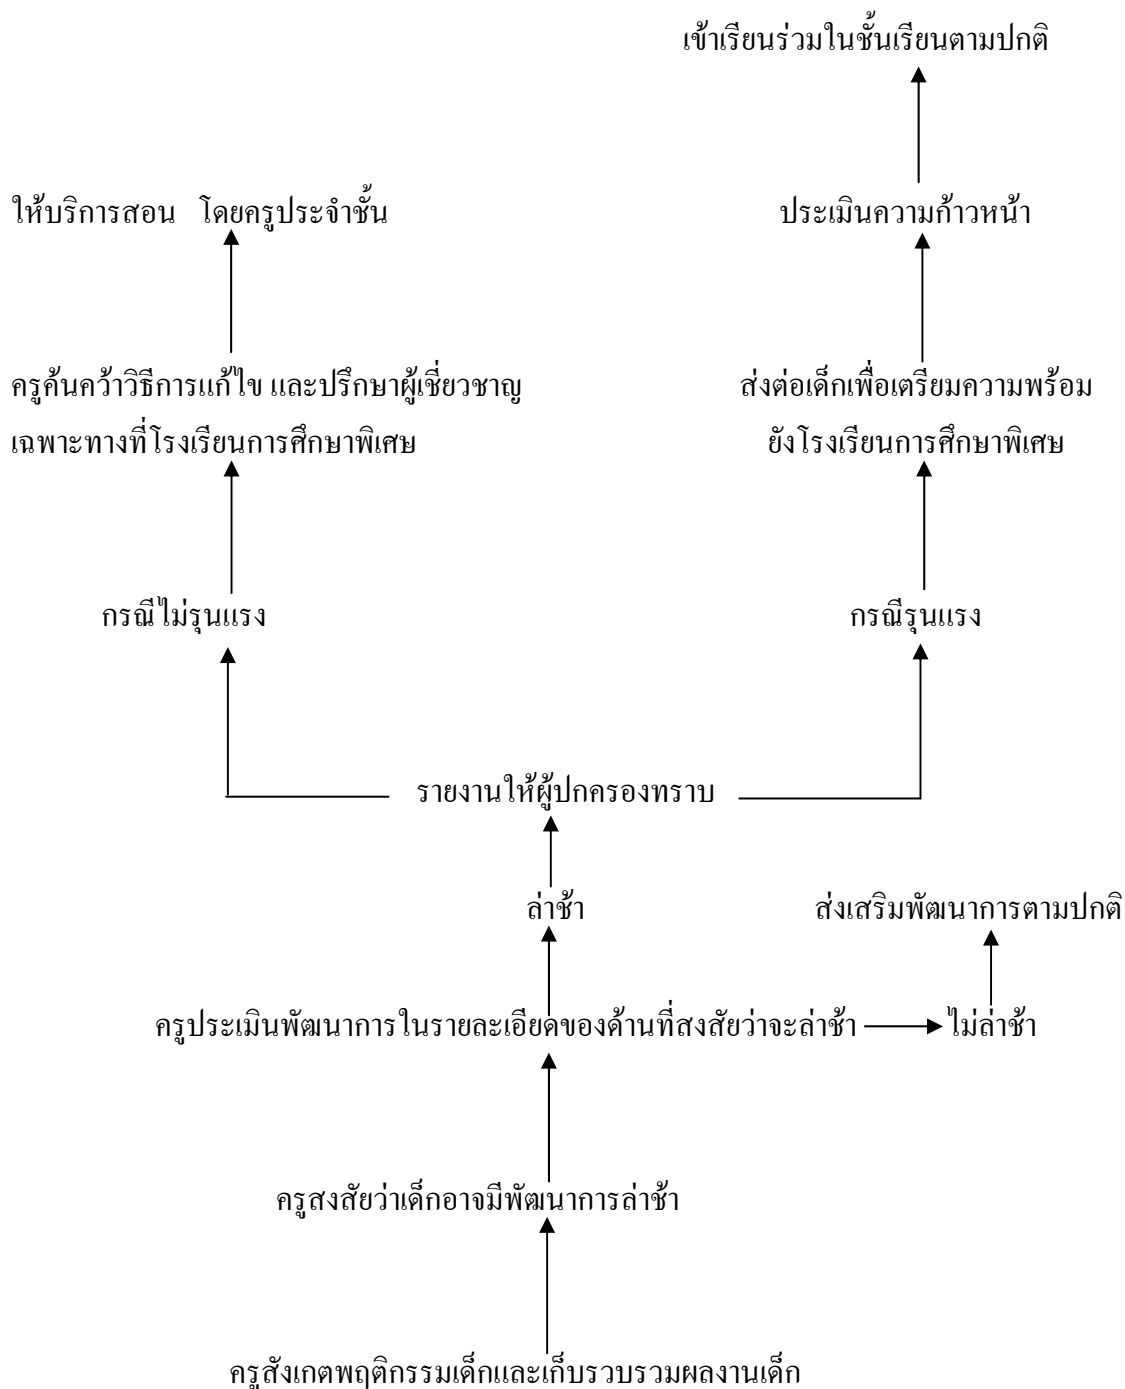 เข้าเรียนร่วมในชั้นเรียนตามปกติ
ให้บริการสอน โดยครูประจำชั้น
ประเมินความก้าวหน้า
ครูค้นคว้าวิธีการแก้ไข และปรึกษาผู้เชี่ยวชาญ
เฉพาะทางที่โรงเรียนการศึกษาพิเศษ
ส่งต่อเด็กเพื่อเตรียมความพร้อม
ยังโรงเรียนการศึกษาพิเศษ
กรณีไม่รุนแรง
กรณีรุนแรง
รายงานให้ผู้ปกครองทราบ
ล่าช้า
ส่งเสริมพัฒนาการตามปกติ
ครูประเมินพัฒนาการในรายละเอียดของด้านที่สงสัยว่าจะล่าช้า
ไม่ล่าช้า
ครูสงสัยว่าเด็กอาจมีพัฒนาการล่าช้า
ครูสังเกตพฤติกรรมเด็กและเก็บรวบรวมผลงานเด็ก